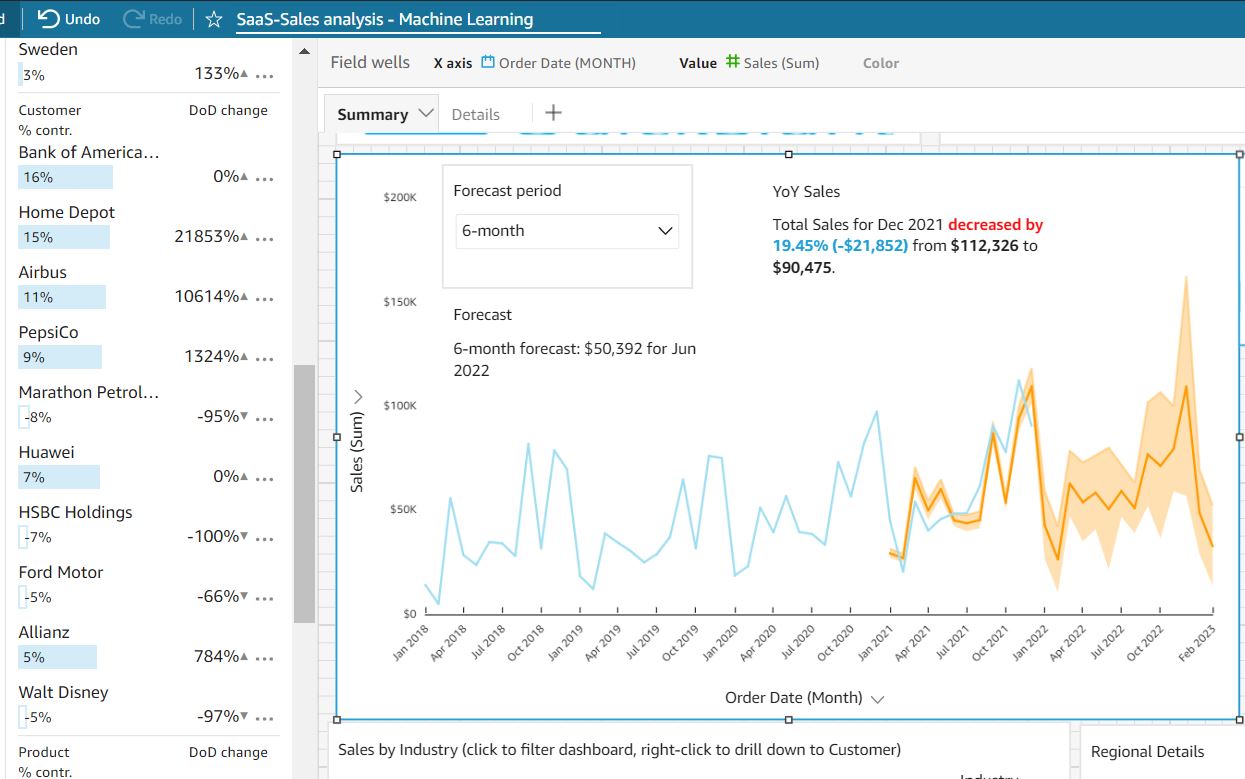 d Undo Redo SaaS-Sales analysis - Machine Learning
Sweden
3% 133%▲ ...
Customer DoD change
% contr.
Bank of America...
16% 0%▲ ...
Home Depot
15% 21853%▲ ...
Airbus
11% 10614%▲ ...
PepsiCo
9% 1324%▲ ...
Marathon Petrol...
-8% -95%▼ ...
Huawei
7% 0%▲ ...
HSBC Holdings
-7% -100%▼ ...
Ford Motor
-5% -66%▼ ...
Allianz
5% 784%▲ ...
Walt Disney
-5% -97%▼ ...
Product DoD change
% contr.
Field wells X axis Order Date (MONTH) Value # Sales (Sum) Color
Summary Details +
Forecast period
6-month
YoY Sales
Total Sales for Dec 2021 decreased by
19.45% (-$21,852) from $112,326 to
$90,475.
Forecast
6-month forecast: $50,392 for Jun
2022
Sales (Sum)
$200K
$150K
$100K
$50K
$0
Jan 2018
Apr 2018
Jul 2018
Oct 2018
Jan 2019
Apr 2019
Jul 2019
Oct 2019
Jan 2020
Apr 2020
Jul 2020
Oct 2020
Jan 2021
Apr 2021
Jul 2021
Oct 2021
Jan 2022
Apr 2022
Jul 2022
Oct 2022
Feb 2023
Order Date (Month)
Sales by Industry (click to filter dashboard, right-click to drill down to Customer)
Industry
Regional Details